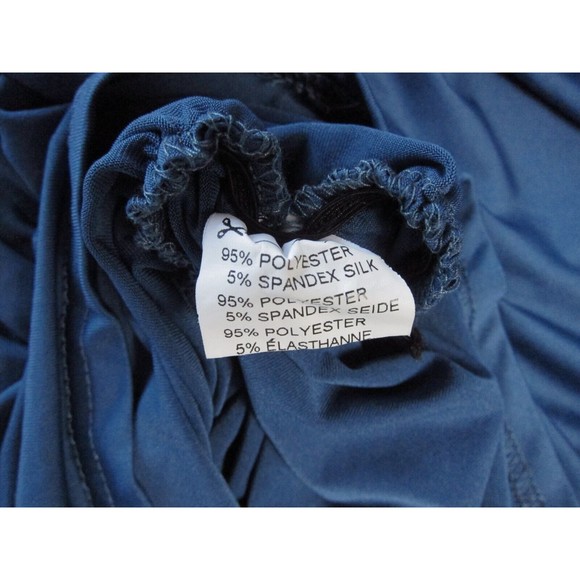 95% POLYESTER
5% SPANDEX SILK
95% POLYESTER
5% SPANDEX SEIDE
95% POLYESTER
5% ÉLASTHANNE